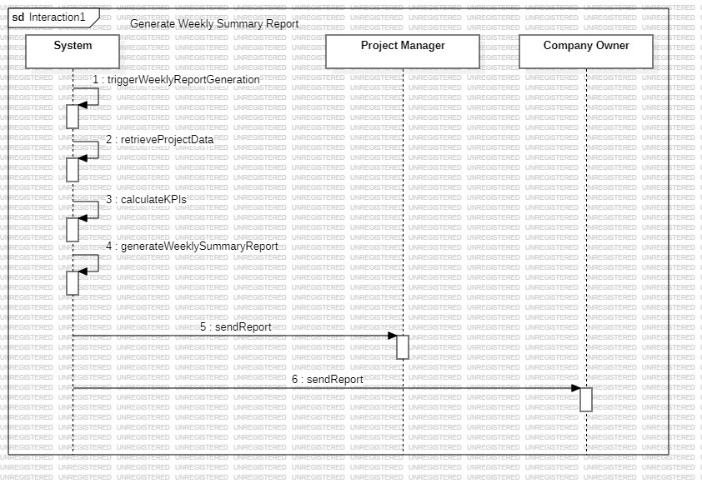 sd Interaction1
Generate Weekly Summary Report
System
Project Manager
Company Owner
1 : triggerWeeklyReportGeneration
2 : retrieveProjectData
3 : calculateKPIs
4 : generateWeeklySummaryReport
5 : sendReport
6 : sendReport
UNREGISTERED